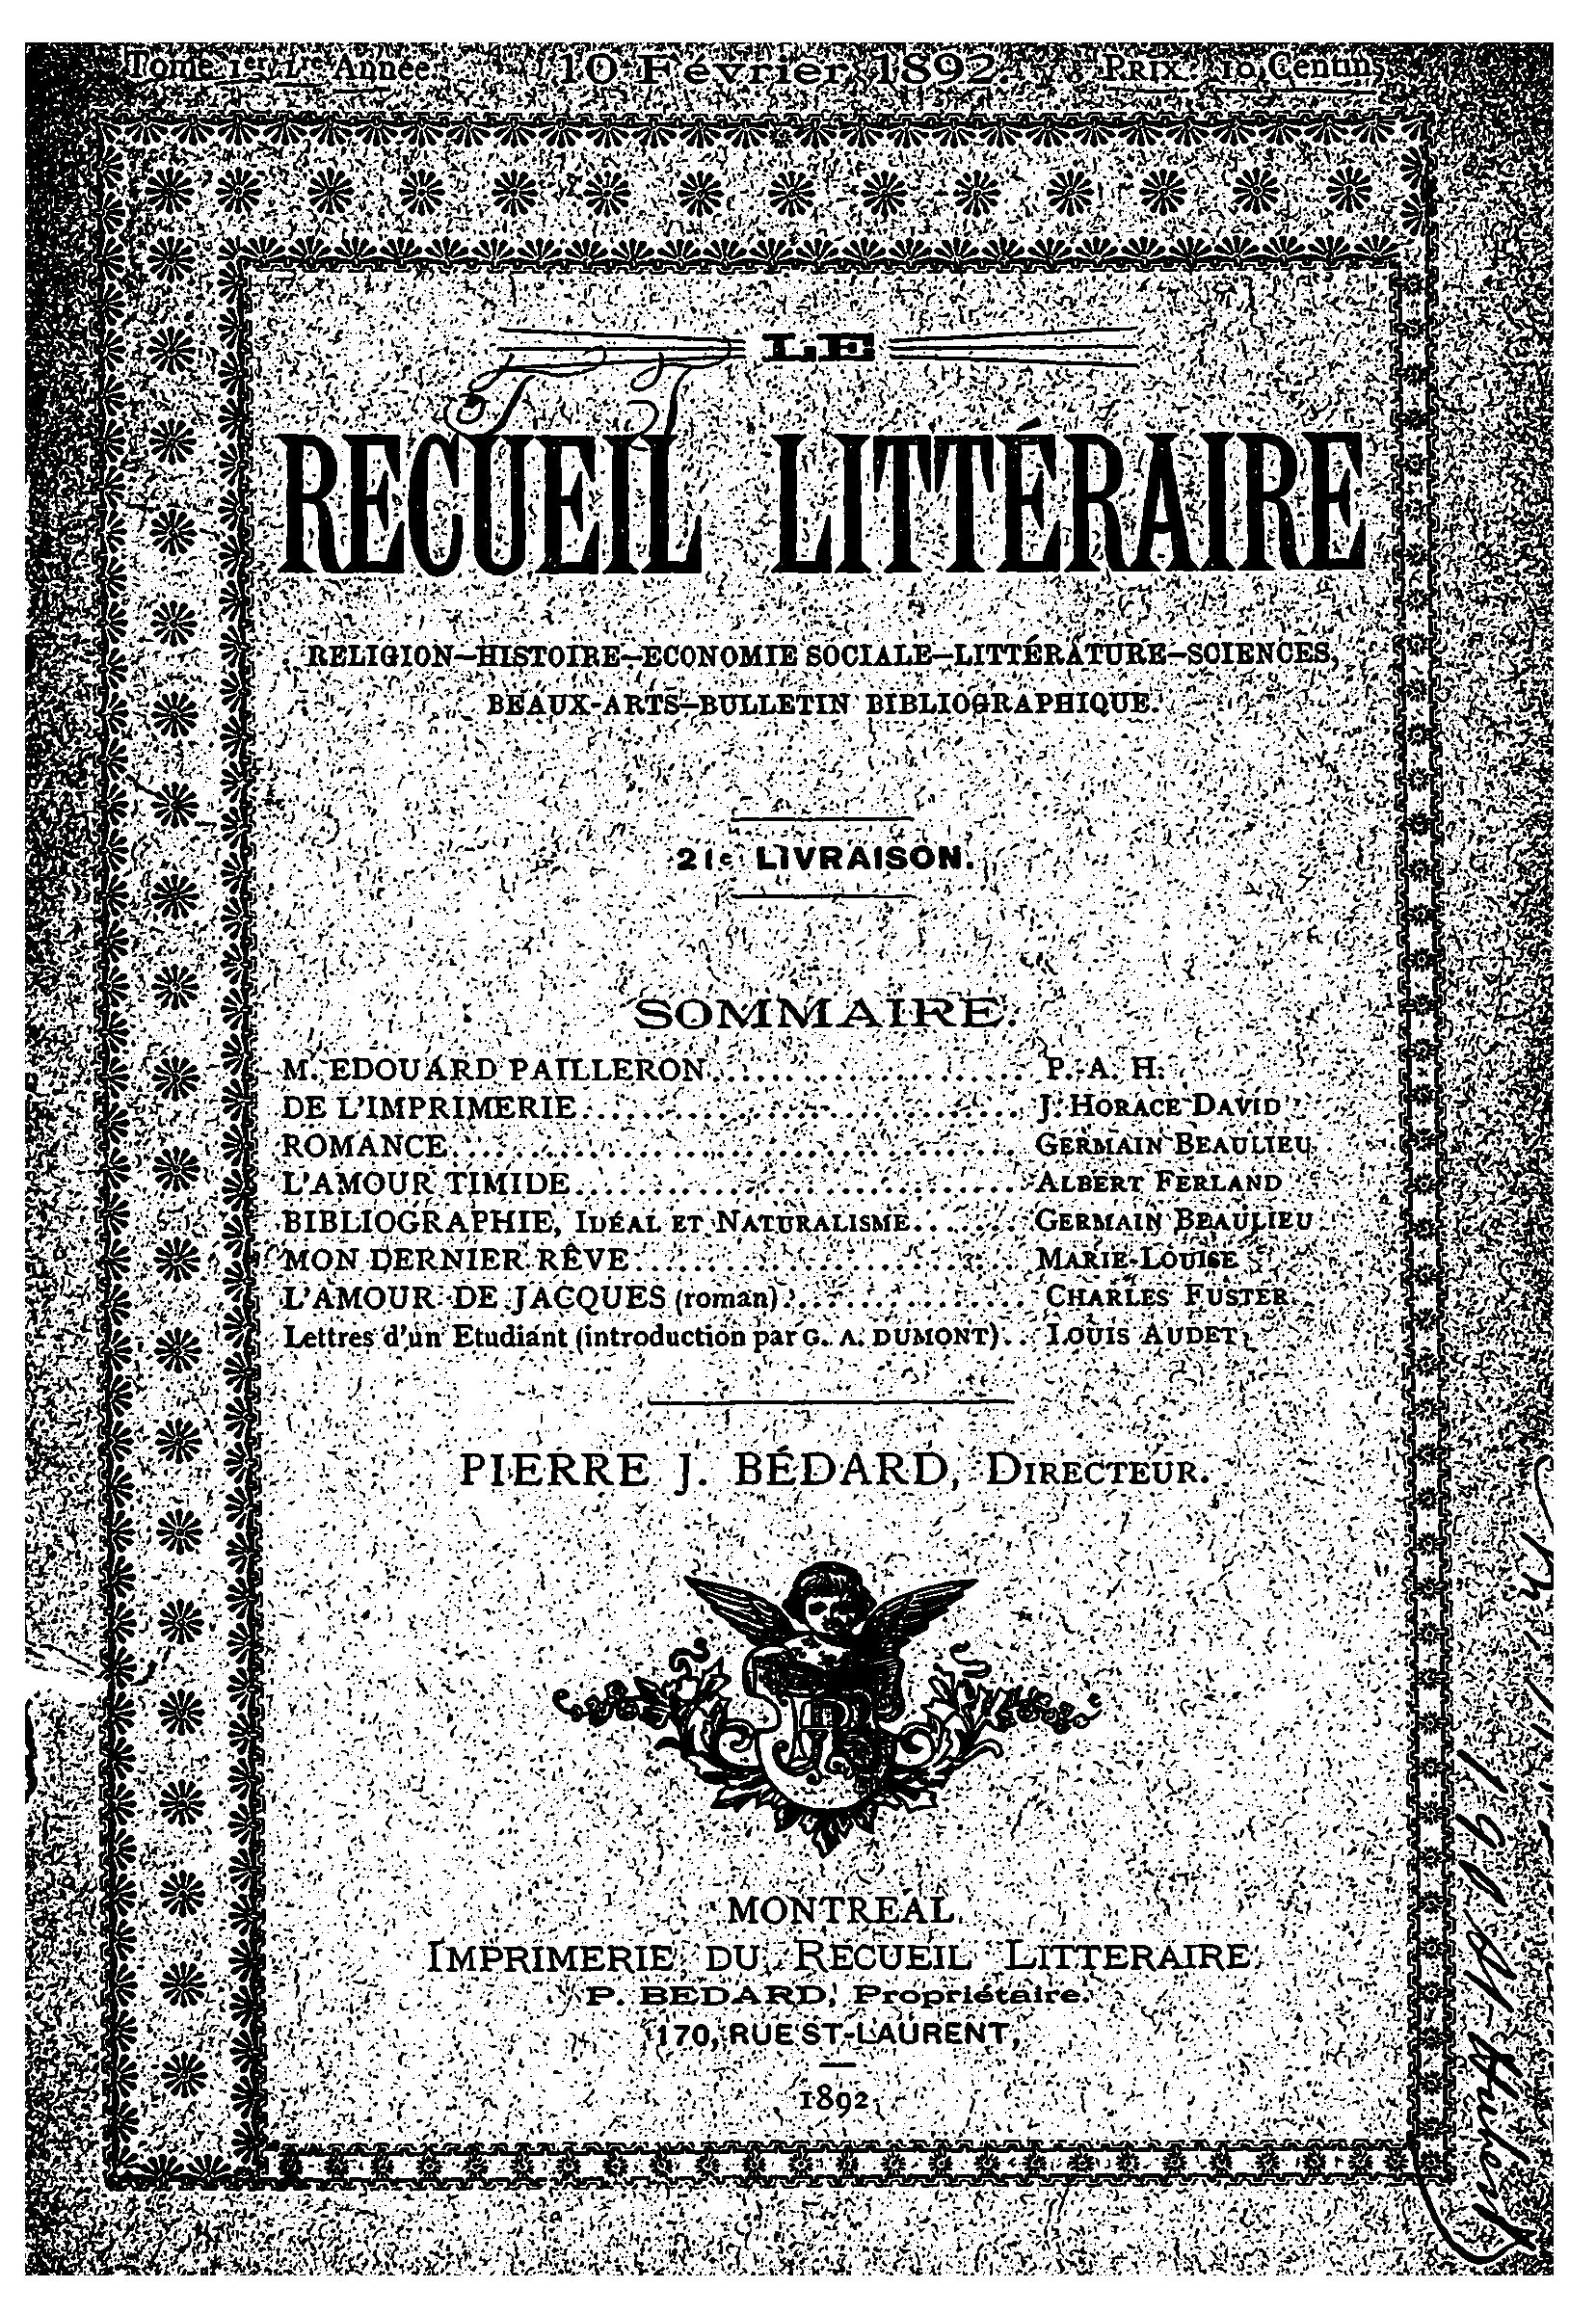 Tome 1er, 1re Année. 10 Février 1892. PRIX: 10 Centins
LE
RECUEIL LITTÉRAIRE
RELIGION—HISTOIRE—ECONOMIE SOCIALE—LITTÉRATURE—SCIENCES,
BEAUX-ARTS—BULLETIN BIBLIOGRAPHIQUE.
21e LIVRAISON.
SOMMAIRE.
M. EDOUARD PAILLERON..................... P.-A. H.
DE L'IMPRIMERIE............................ J. HORACE DAVID
ROMANCE.................................... GERMAIN BEAULIEU
L'AMOUR TIMIDE............................ ALBERT FERLAND
BIBLIOGRAPHIE, IDÉAL ET NATURALISME....... GERMAIN BEAULIEU
MON DERNIER RÊVE......................... MARIE-LOUISE
L'AMOUR DE JACQUES (roman)............... CHARLES FUSTER
Lettres d'un Etudiant (introduction par G. A. DUMONT)... LOUIS AUDET
PIERRE J. BÉDARD, DIRECTEUR.
MONTREAL
IMPRIMERIE DU RECUEIL LITTERAIRE
P. BEDARD, Propriétaire.
170, RUE ST-LAURENT,
1892